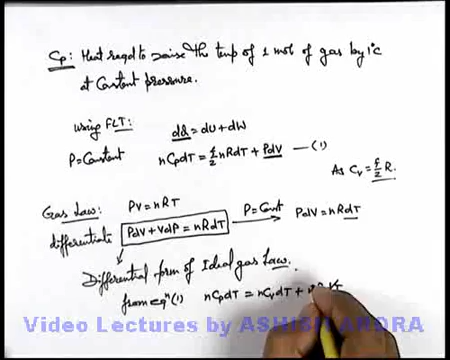 Cp: Heat reqd to raise the temp of 1 mol of gas by 1°c
at Constant pressure.
using FLT: dQ = dU + dW
P=Constant nCpdT = f/2 nRdT + PdV —(1)
As Cv = f/2 R.
Gas Law: PV = nRT
differentiate PdV + VdP = nRdT P=Const PdV = nRdT
Differential form of Ideal gas Law.
from eqn (1) nCpdT = nCvdT +
Video Lectures by ASHISH ARORA